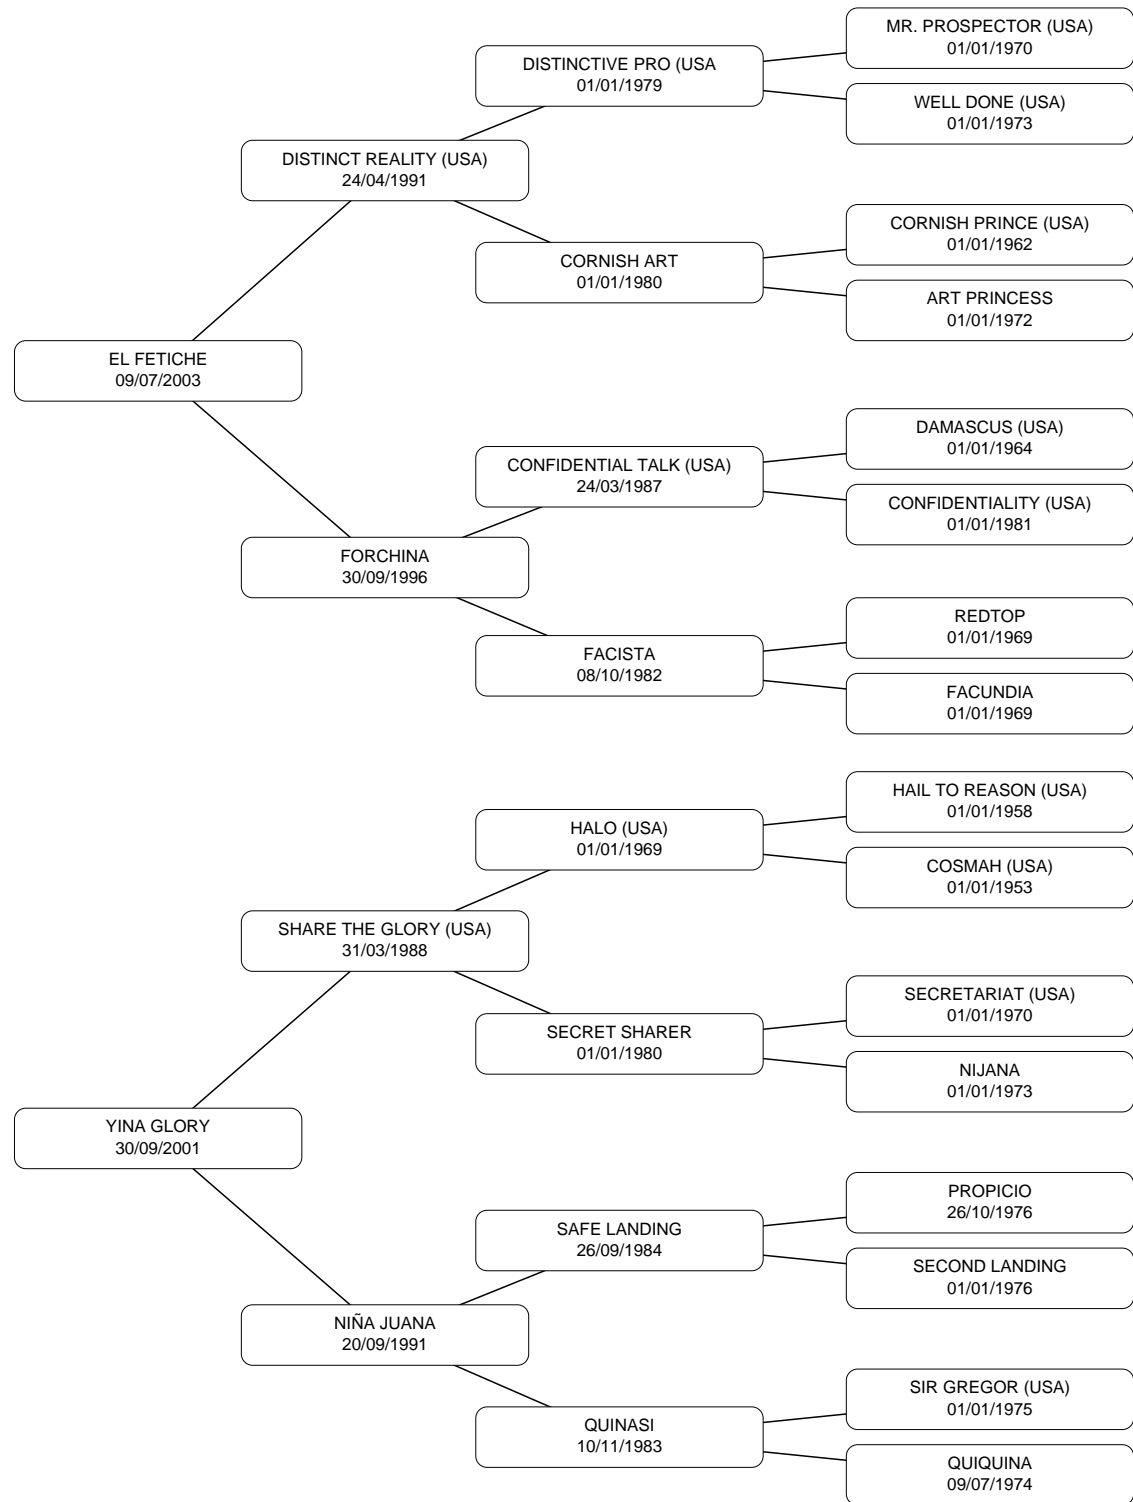 MR. PROSPECTOR (USA)
01/01/1970
DISTINCTIVE PRO (USA
01/01/1979
WELL DONE (USA)
01/01/1973
DISTINCT REALITY (USA)
24/04/1991
CORNISH PRINCE (USA)
01/01/1962
CORNISH ART
01/01/1980
ART PRINCESS
01/01/1972
EL FETICHE
09/07/2003
DAMASCUS (USA)
01/01/1964
CONFIDENTIAL TALK (USA)
24/03/1987
CONFIDENTIALITY (USA)
01/01/1981
FORCHINA
30/09/1996
REDTOP
01/01/1969
FACISTA
08/10/1982
FACUNDIA
01/01/1969
HAIL TO REASON (USA)
01/01/1958
HALO (USA)
01/01/1969
COSMAH (USA)
01/01/1953
SHARE THE GLORY (USA)
31/03/1988
SECRETARIAT (USA)
01/01/1970
SECRET SHARER
01/01/1980
NIJANA
01/01/1973
YINA GLORY
30/09/2001
PROPICIO
26/10/1976
SAFE LANDING
26/09/1984
SECOND LANDING
01/01/1976
NIÑA JUANA
20/09/1991
SIR GREGOR (USA)
01/01/1975
QUINASI
10/11/1983
QUIQUINA
09/07/1974